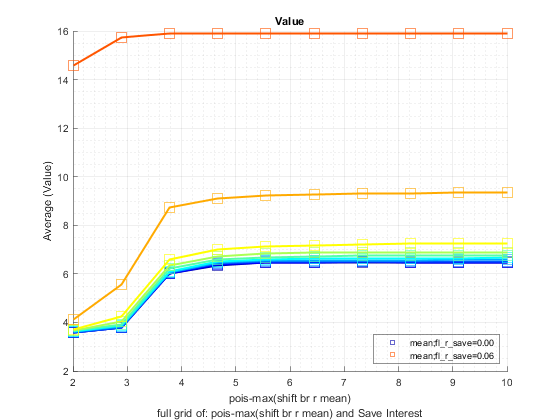 Value
16
14
12
10
8
6
4
2
Average (Value)
2 3 4 5 6 7 8 9 10
mean;fl_r_save=0.00
mean;fl_r_save=0.06
pois-max(shift br r mean)
full grid of: pois-max(shift br r mean) and Save Interest